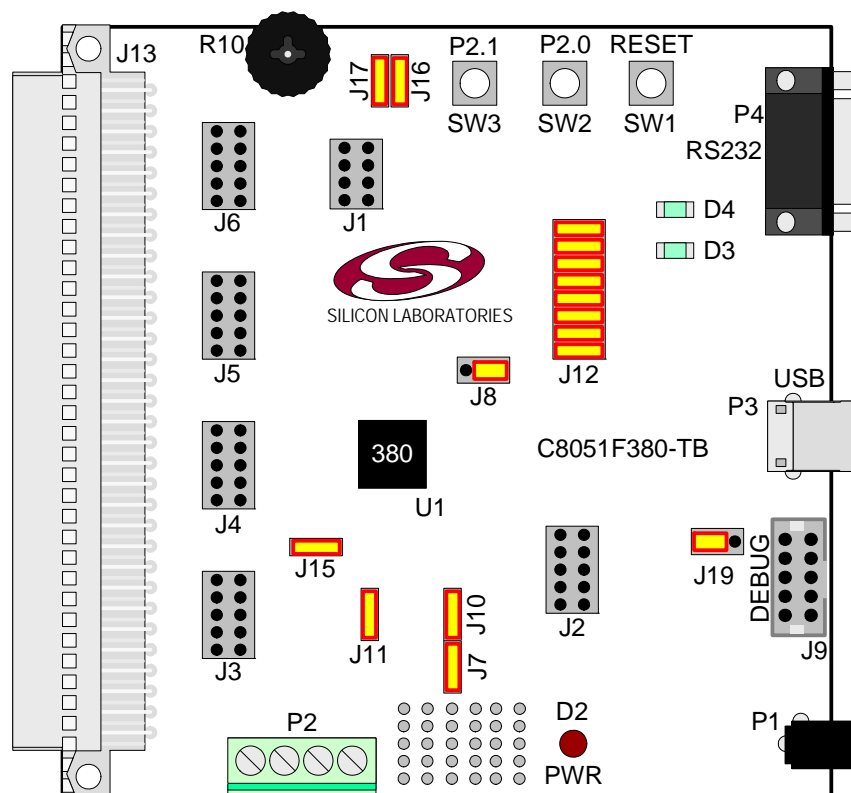 J13
R10
J17
J16
P2.1
P2.0
RESET
SW3
SW2
SW1
P4
RS232
J6
J1
D4
D3
SILICON LABORATORIES
J5
J12
J8
USB
P3
380
C8051F380-TB
U1
J4
J15
J19
DEBUG
J10
J2
J3
J11
J7
J9
P2
D2
P1
PWR